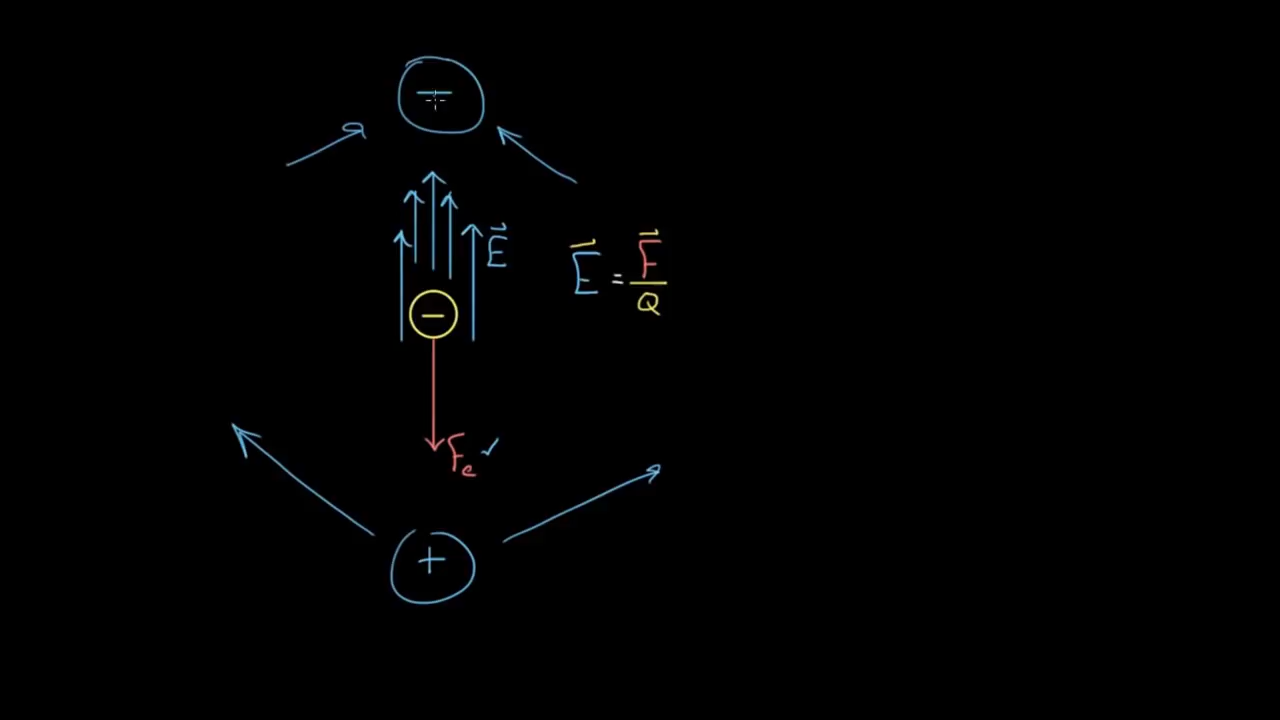 −
E⃗
E⃗ = F⃗/Q
−
Fe ✓
+